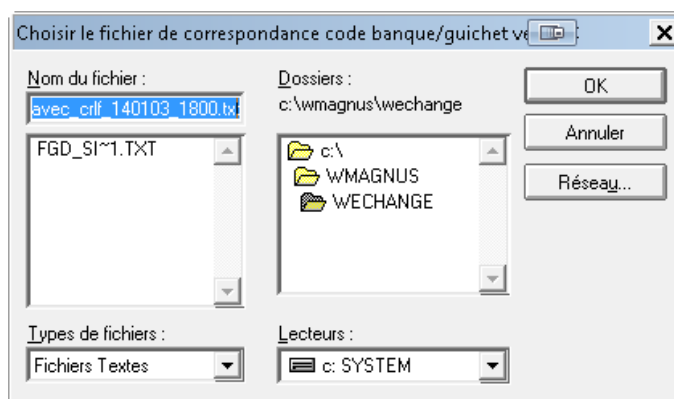 Choisir le fichier de correspondance code banque/guichet
Nom du fichier :
avec_crlf_140103_1800.txt
FGD_SI~1.TXT
Types de fichiers :
Fichiers Textes
Dossiers :
c:\wmagnus\wechange
c:\
WMAGNUS
WECHANGE
Lecteurs :
c: SYSTEM
OK
Annuler
Réseau...